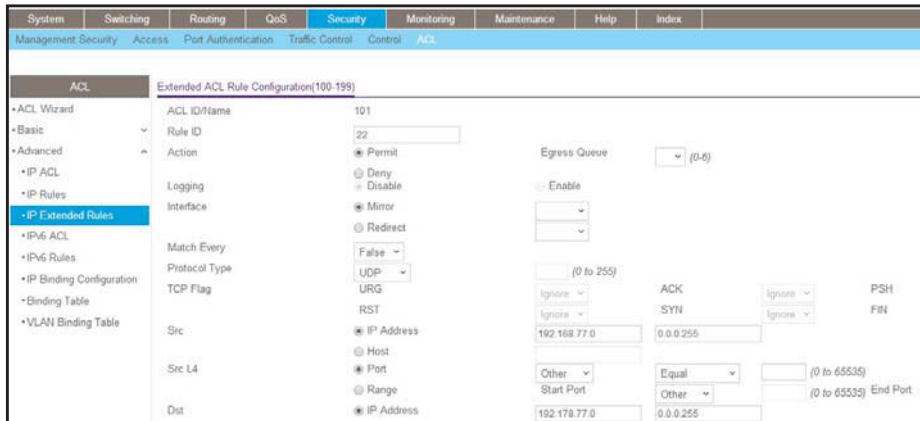 System Switching Routing QoS Security Monitoring Maintenance Help Index
Management Security Access Port Authentication Traffic Control Control ACL
ACL
Extended ACL Rule Configuration(100-199)
• ACL Wizard
• Basic
• Advanced
• IP ACL
• IP Rules
• IP Extended Rules
• IPv6 ACL
• IPv6 Rules
• IP Binding Configuration
• Binding Table
• VLAN Binding Table
ACL ID/Name 101
Rule ID 22
Action Permit Egress Queue (0-6)
Deny
Logging Disable Enable
Interface Mirror
Redirect
Match Every False
Protocol Type UDP (0 to 255)
TCP Flag URG Ignore ACK Ignore PSH
RST Ignore SYN Ignore FIN
Src IP Address 192.168.77.0 0.0.0.255
Host
Src L4 Port Other Equal (0 to 65535)
Range Start Port Other (0 to 65535) End Port
Dst IP Address 192.178.77.0 0.0.0.255